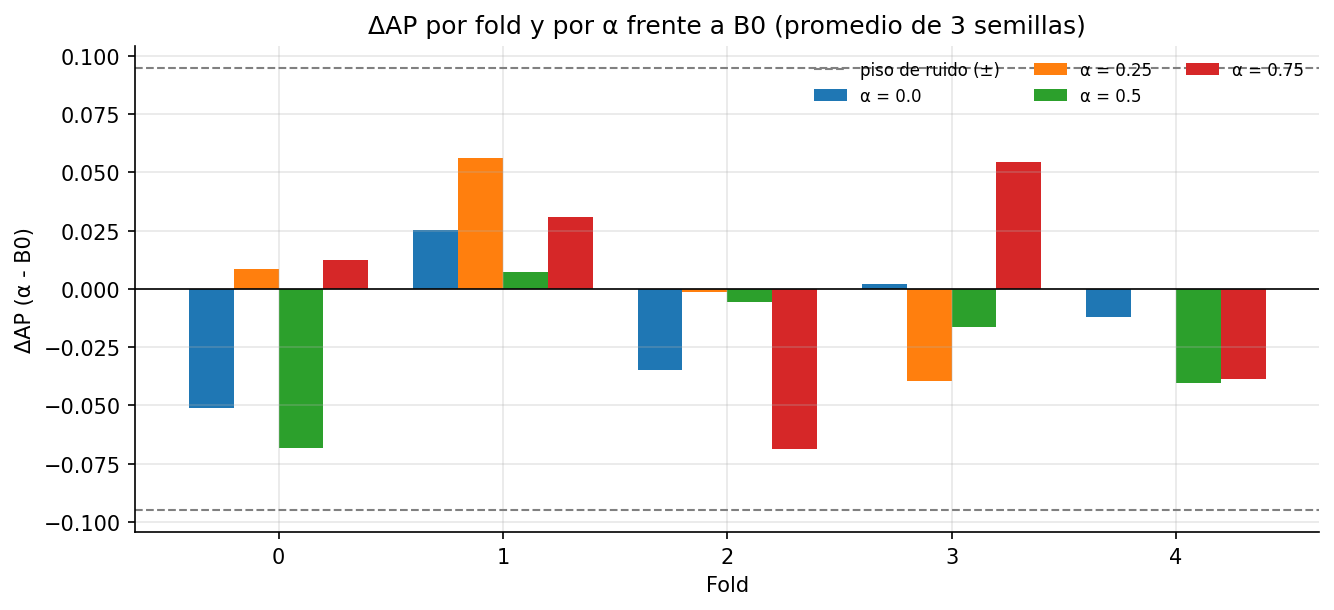 ΔAP por fold y por α frente a B0 (promedio de 3 semillas)
0.100
0.075
0.050
0.025
0.000
−0.025
−0.050
−0.075
−0.100
ΔAP (α - B0)
piso de ruido (±)
α = 0.0
α = 0.25
α = 0.5
α = 0.75
0
1
2
3
4
Fold